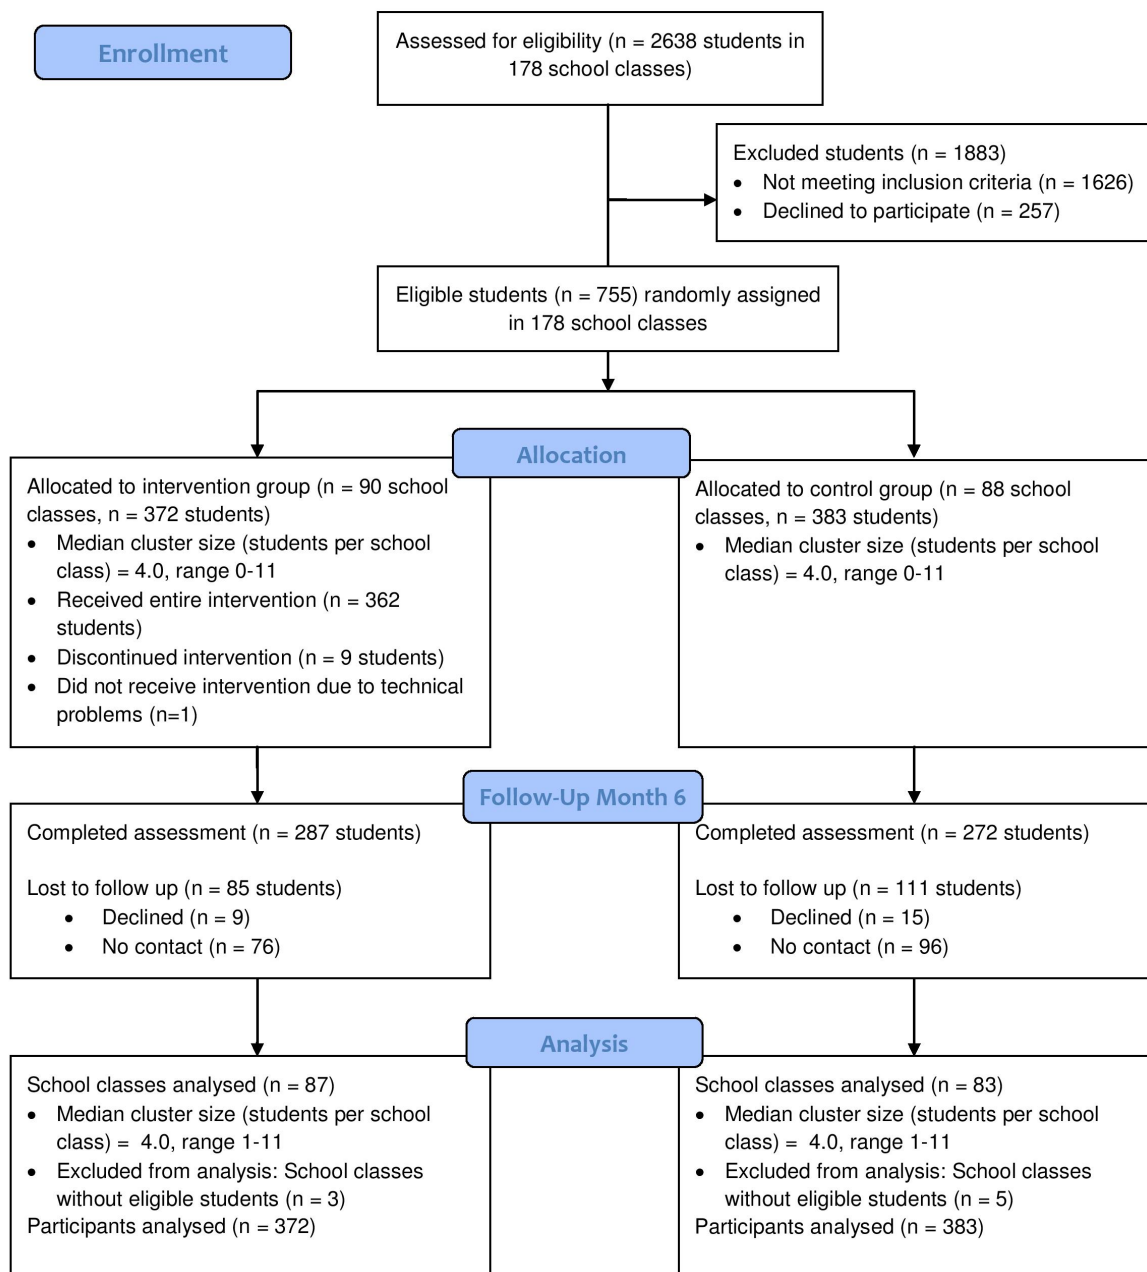 Enrollment
Assessed for eligibility (n = 2638 students in
178 school classes)
Excluded students (n = 1883)
• Not meeting inclusion criteria (n = 1626)
• Declined to participate (n = 257)
Eligible students (n = 755) randomly assigned
in 178 school classes
Allocation
Allocated to intervention group (n = 90 school
classes, n = 372 students)
• Median cluster size (students per school
class) = 4.0, range 0-11
• Received entire intervention (n = 362
students)
• Discontinued intervention (n = 9 students)
• Did not receive intervention due to technical
problems (n=1)
Allocated to control group (n = 88 school
classes, n = 383 students)
• Median cluster size (students per school
class) = 4.0, range 0-11
Follow-Up Month 6
Completed assessment (n = 287 students)
Lost to follow up (n = 85 students)
• Declined (n = 9)
• No contact (n = 76)
Completed assessment (n = 272 students)
Lost to follow up (n = 111 students)
• Declined (n = 15)
• No contact (n = 96)
Analysis
School classes analysed (n = 87)
• Median cluster size (students per school
class) = 4.0, range 1-11
• Excluded from analysis: School classes
without eligible students (n = 3)
Participants analysed (n = 372)
School classes analysed (n = 83)
• Median cluster size (students per school
class) = 4.0, range 1-11
• Excluded from analysis: School classes
without eligible students (n = 5)
Participants analysed (n = 383)